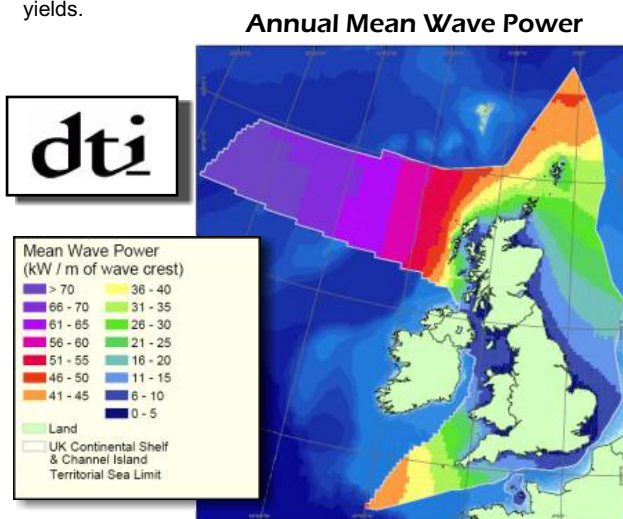 yields.
Annual Mean Wave Power
dti
Mean Wave Power
(kW / m of wave crest)
> 70
66 - 70
61 - 65
56 - 60
51 - 55
46 - 50
41 - 45
36 - 40
31 - 35
26 - 30
21 - 25
16 - 20
11 - 15
6 - 10
0 - 5
Land
UK Continental Shelf
& Channel Island
Territorial Sea Limit